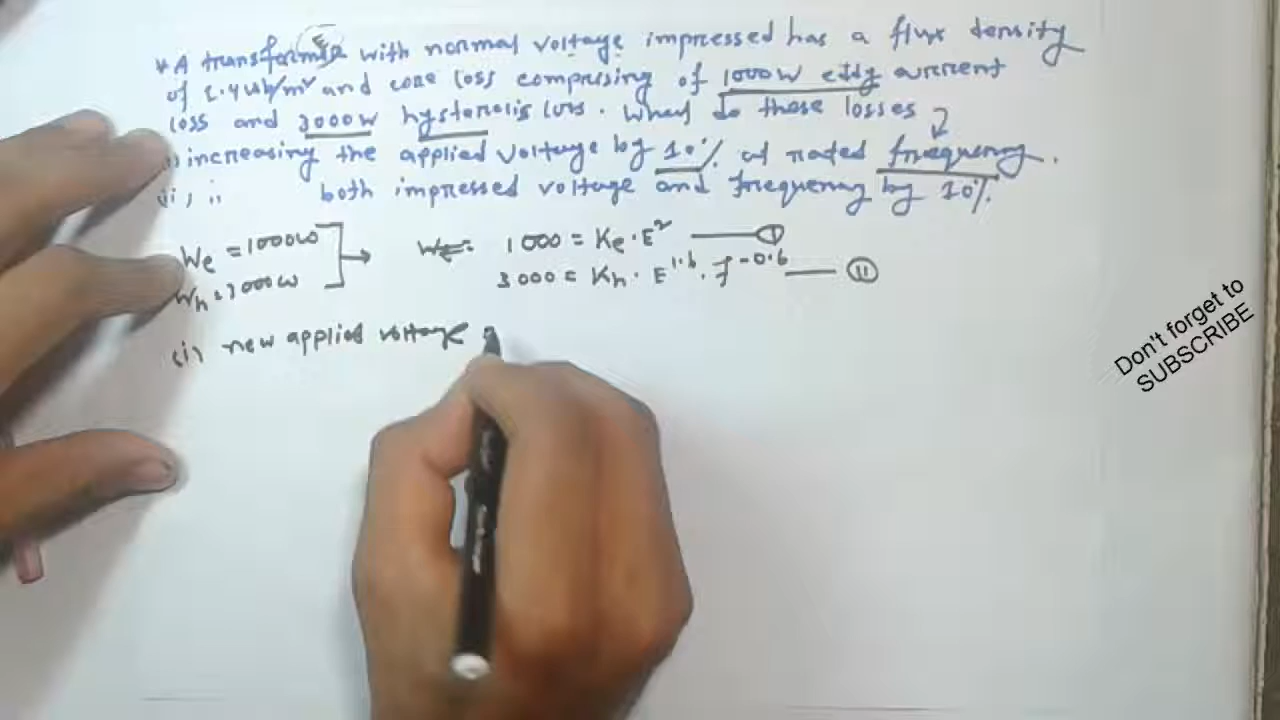 * A transformer with normal voltage impressed has a flux density
of 1.4 wb/m² and core loss comprising of 1000W eddy current
loss and 3000W hysteresis loss. What do these losses
i) increasing the applied voltage by 10% at rated frequency.
ii) ,, both impressed voltage and frequency by 10%.
We = 1000W
Wh = 3000W
1000 = Ke · E² — (I)
3000 = Kh · E^1.6 · f^-0.6 — (II)
(i) new applied voltage
Don't forget to
SUBSCRIBE